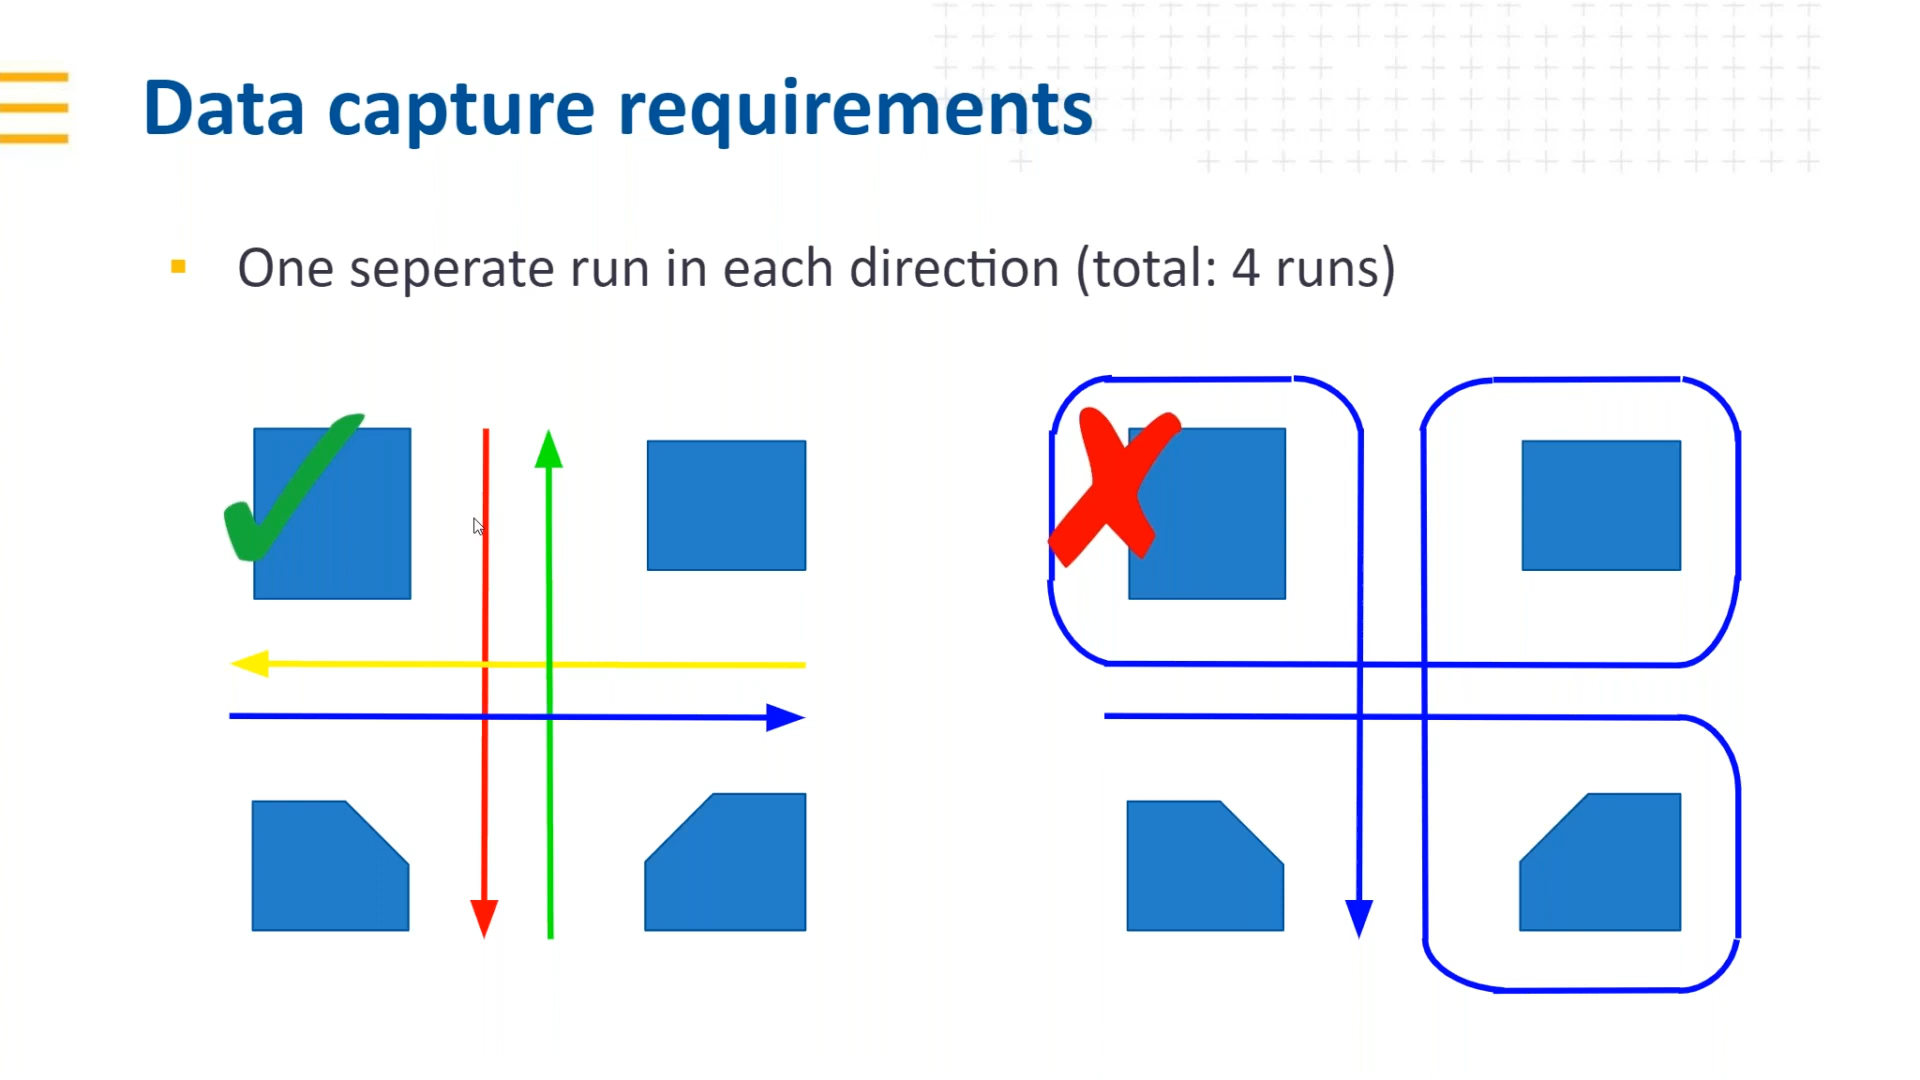 Data capture requirements
One seperate run in each direction (total: 4 runs)